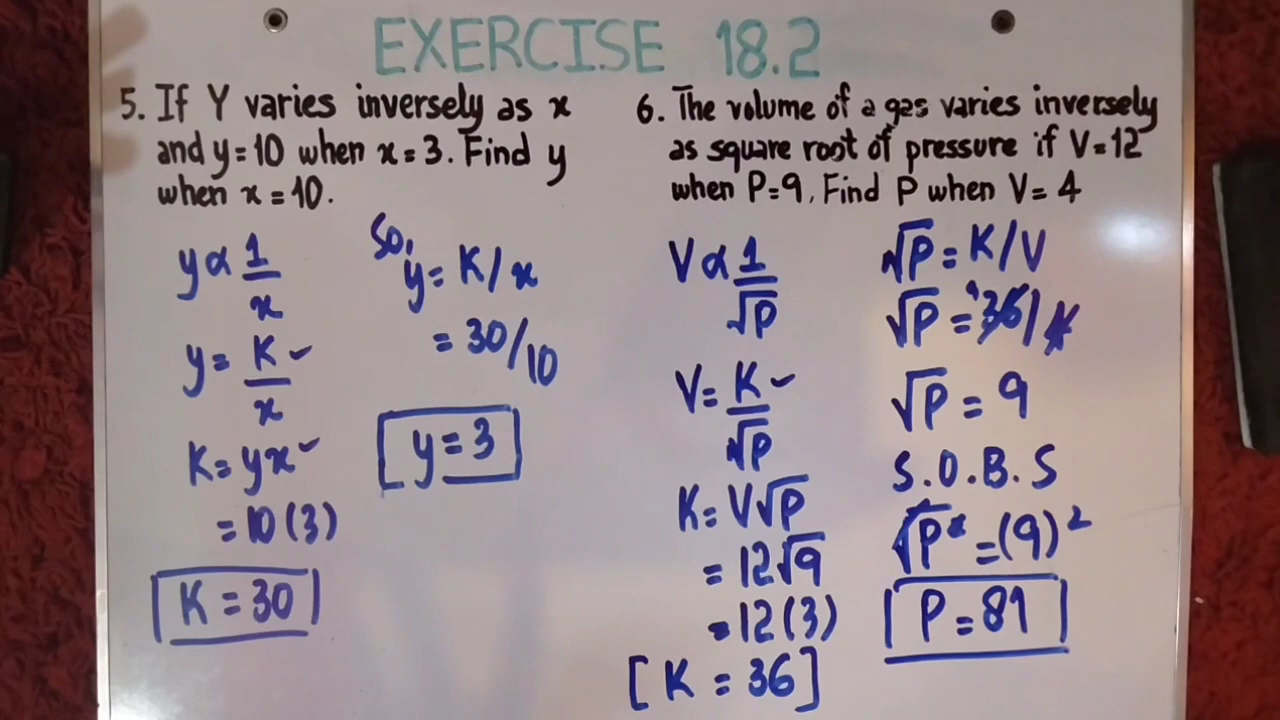 EXERCISE 18.2
5. If Y varies inversely as x
and y=10 when x=3. Find y
when x=10.
y∝1/x
y=K/x
K=yx
=10(3)
K=30
So,
y=K/x
=30/10
y=3
6. The volume of a gas varies inversely
as square root of pressure if V=12
when P=9, Find P when V=4
V∝1/√P
V=K/√P
K=V√P
=12√9
=12(3)
[K=36]
√P=K/V
√P=⁹36/4
√P=9
S.O.B.S
√P²=(9)²
P=81